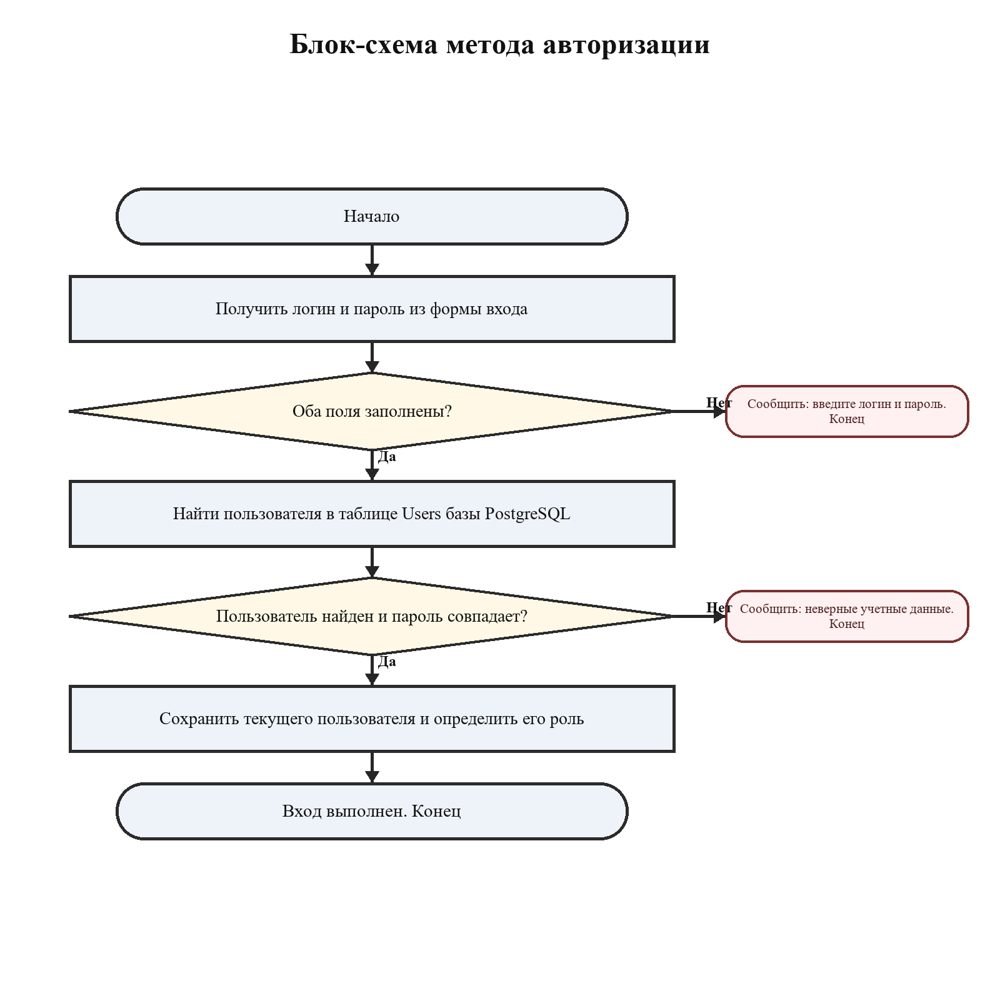 Блок-схема метода авторизации
Начало
Получить логин и пароль из формы входа
Оба поля заполнены?
Нет
Сообщить: введите логин и пароль.
Конец
Да
Найти пользователя в таблице Users базы PostgreSQL
Пользователь найден и пароль совпадает?
Нет
Сообщить: неверные учетные данные.
Конец
Да
Сохранить текущего пользователя и определить его роль
Вход выполнен. Конец